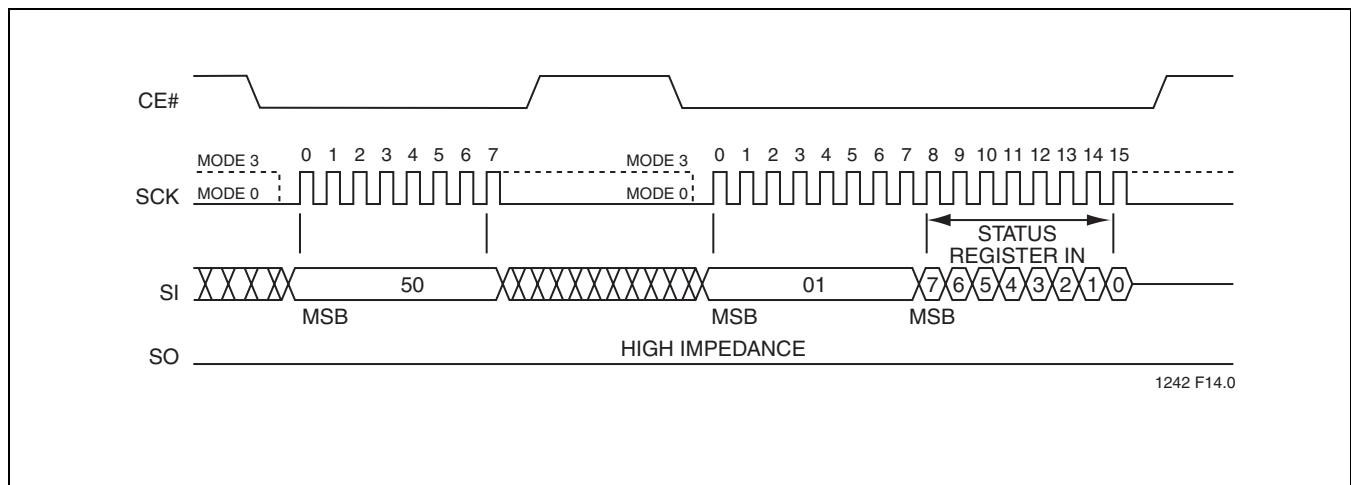 CE#
MODE 3 0 1 2 3 4 5 6 7 MODE 3 0 1 2 3 4 5 6 7 8 9 10 11 12 13 14 15
SCK MODE 0 MODE 0
STATUS
REGISTER IN
SI 50 01 7 6 5 4 3 2 1 0
MSB MSB MSB
SO HIGH IMPEDANCE
1242 F14.0